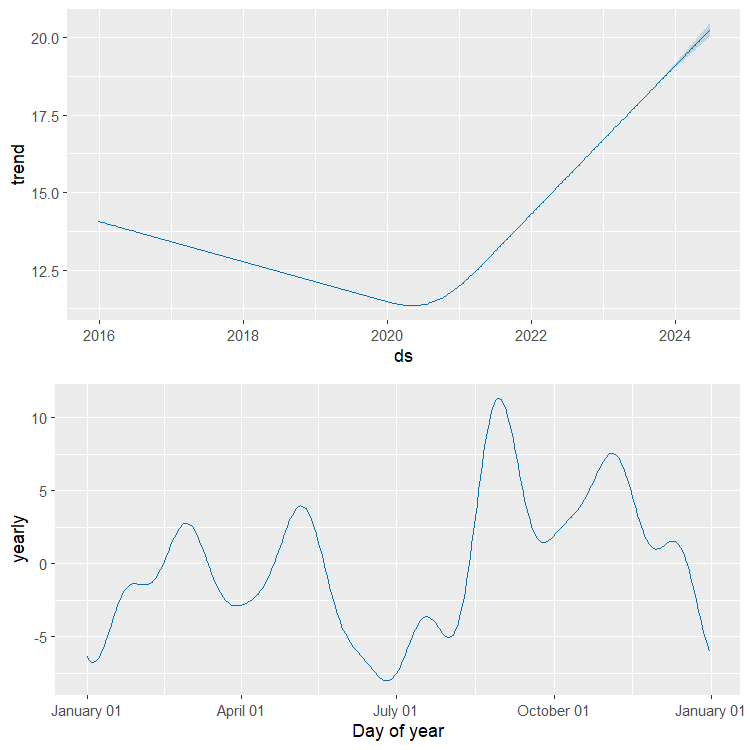 20.0
17.5
15.0
12.5
trend
2016 2018 2020 2022 2024
ds
10
5
0
-5
yearly
January 01 April 01 July 01 October 01 January 01
Day of year